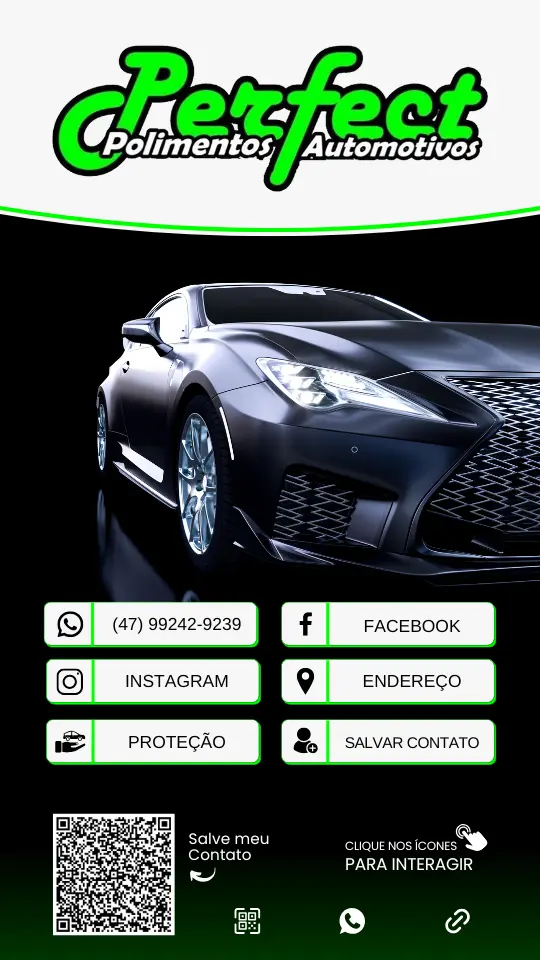 Perfect
Polimentos Automotivos
(47) 99242-9239
FACEBOOK
INSTAGRAM
ENDEREÇO
PROTEÇÃO
SALVAR CONTATO
Salve meu
Contato
CLIQUE NOS ÍCONES
PARA INTERAGIR